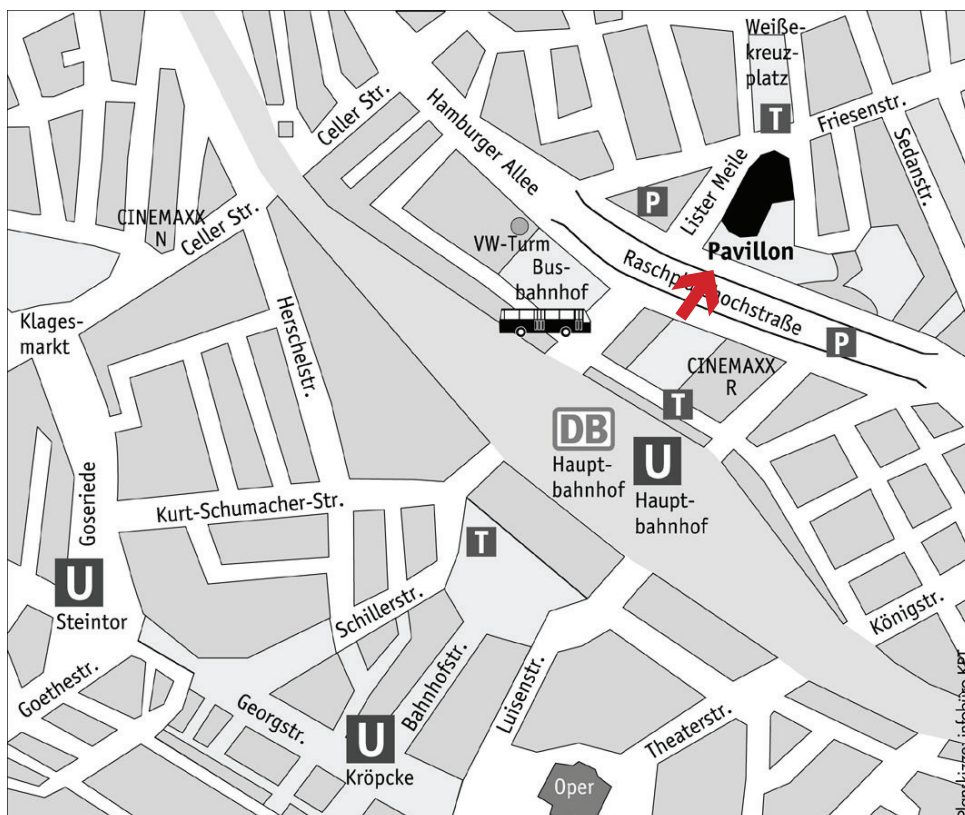 Weiße-
kreuz-
platz
T
Friesenstr.
Sedanstr.
Celler Str.
Hamburger Allee
Lister Meile
P
Pavillon
CINEMAXX
N
Celler Str.
VW-Turm
Bus-
bahnhof
Klages-
markt
Herschelstr.
P
CINEMAXX
R
T
DB
Haupt-
bahnhof
U
Haupt-
bahnhof
Goseriede
Kurt-Schumacher-Str.
T
U
Steintor
Schillerstr.
Königstr.
Goethestr.
Georgstr.
Bahnhofstr.
Luisenstr.
Theaterstr.
U
Kröpcke
Oper